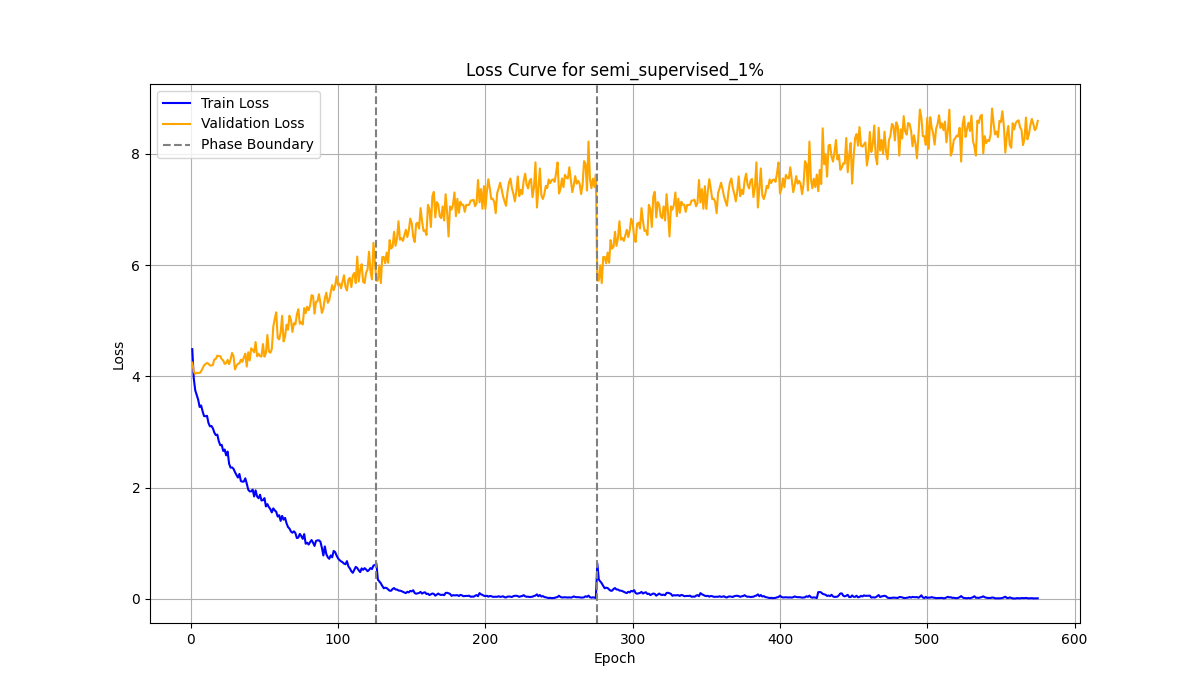 Loss Curve for semi_supervised_1%
Train Loss
Validation Loss
Phase Boundary
Loss
8
6
4
2
0
0 100 200 300 400 500 600
Epoch